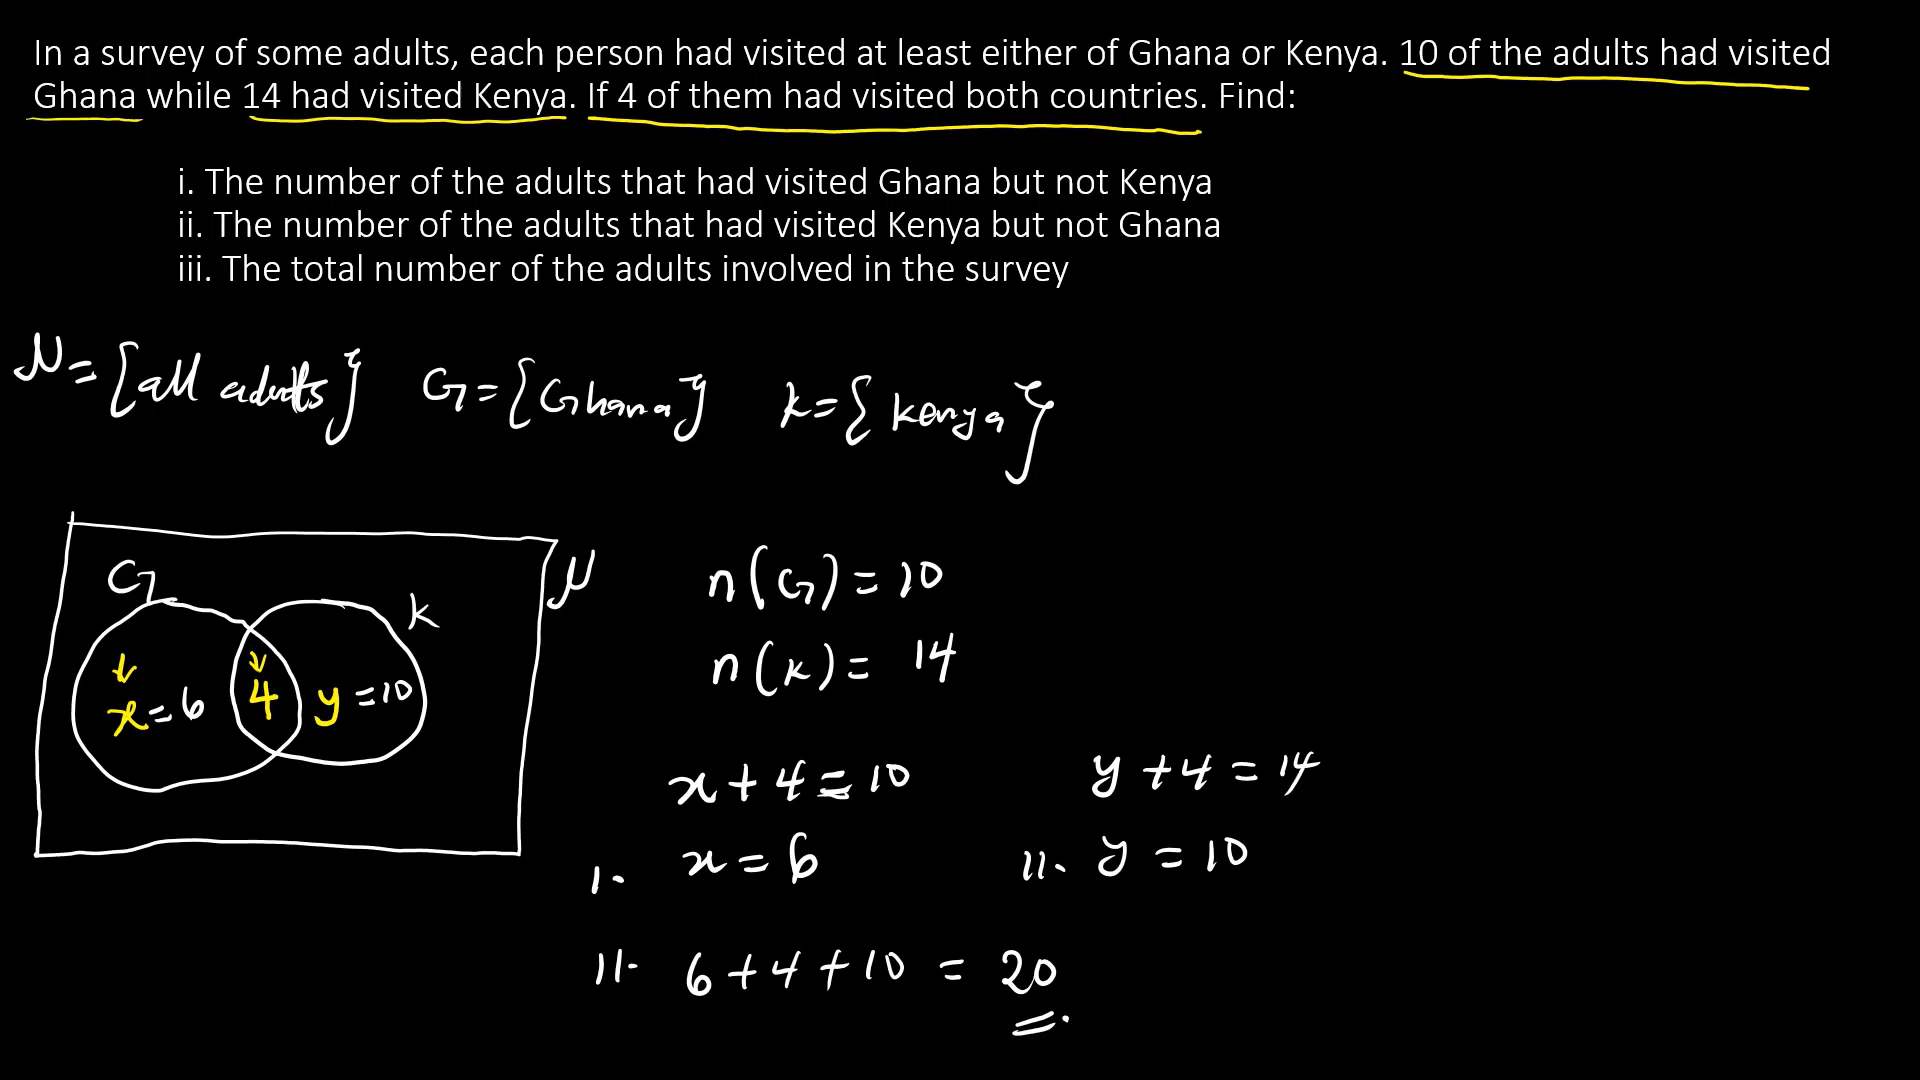 In a survey of some adults, each person had visited at least either of Ghana or Kenya. 10 of the adults had visited
Ghana while 14 had visited Kenya. If 4 of them had visited both countries. Find:
i. The number of the adults that had visited Ghana but not Kenya
ii. The number of the adults that had visited Kenya but not Ghana
iii. The total number of the adults involved in the survey
μ = {all adults} G = {Ghana} K = {Kenya}
G
K
μ
x = 6 4 y = 10
n(G) = 10
n(K) = 14
x + 4 = 10 y + 4 = 14
i. x = 6 ii. y = 10
ii. 6 + 4 + 10 = 20